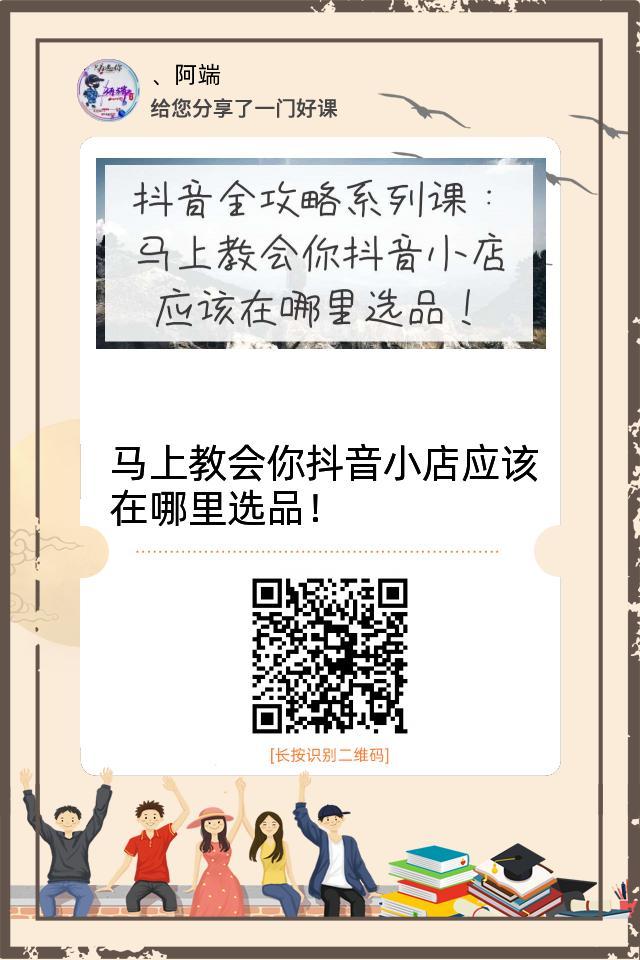 、阿端
给您分享了一门好课
抖音全攻略系列课：
马上教会你抖音小店
应该在哪里选品！
马上教会你抖音小店应该
在哪里选品！
[长按识别二维码]